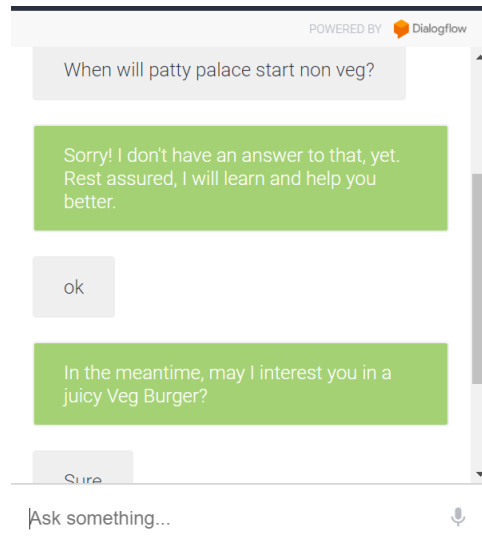 POWERED BY Dialogflow
When will patty palace start non veg?
Sorry! I don't have an answer to that, yet.
Rest assured, I will learn and help you
better.
ok
In the meantime, may I interest you in a
juicy Veg Burger?
Sure
Ask something...